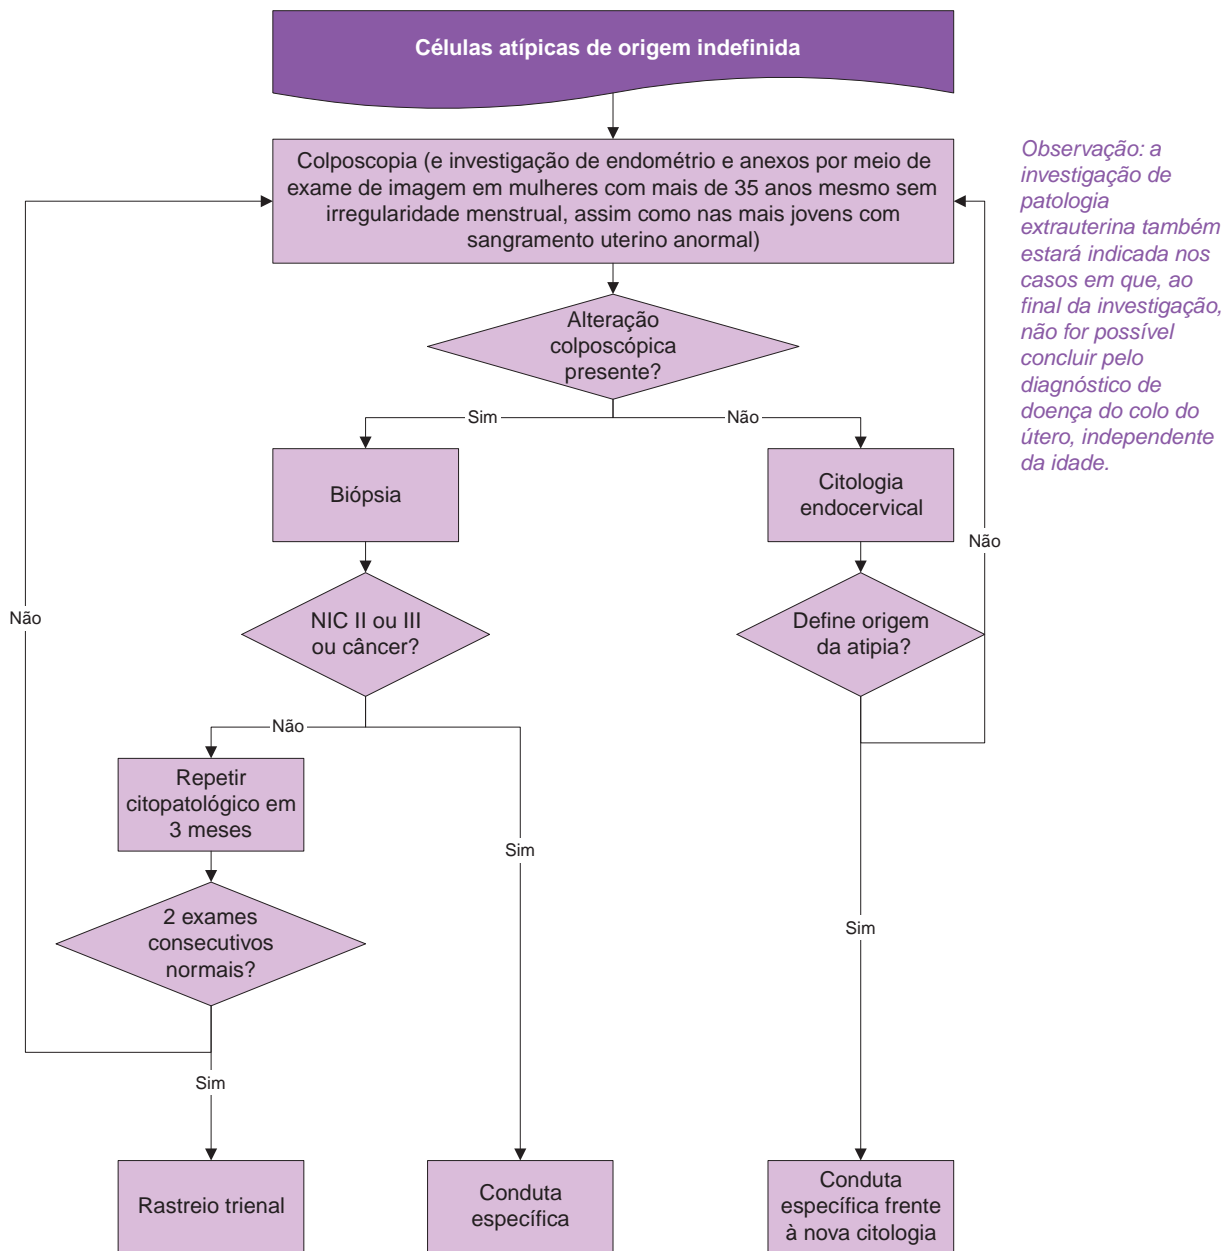 Células atípicas de origem indefinida
Colposcopia (e investigação de endométrio e anexos por meio de
exame de imagem em mulheres com mais de 35 anos mesmo sem
irregularidade menstrual, assim como nas mais jovens com
sangramento uterino anormal)
Observação: a
investigação de
patologia
extrauterina também
estará indicada nos
casos em que, ao
final da investigação,
não for possível
concluir pelo
diagnóstico de
doença do colo do
útero, independente
da idade.
Alteração
colposcópica
presente?
Sim
Não
Biópsia
Citologia
endocervical
Não
NIC II ou III
ou câncer?
Define origem
da atipia?
Não
Não
Repetir
citopatológico em
3 meses
Sim
2 exames
consecutivos
normais?
Sim
Sim
Rastreio trienal
Conduta
específica
Conduta
específica frente
à nova citologia